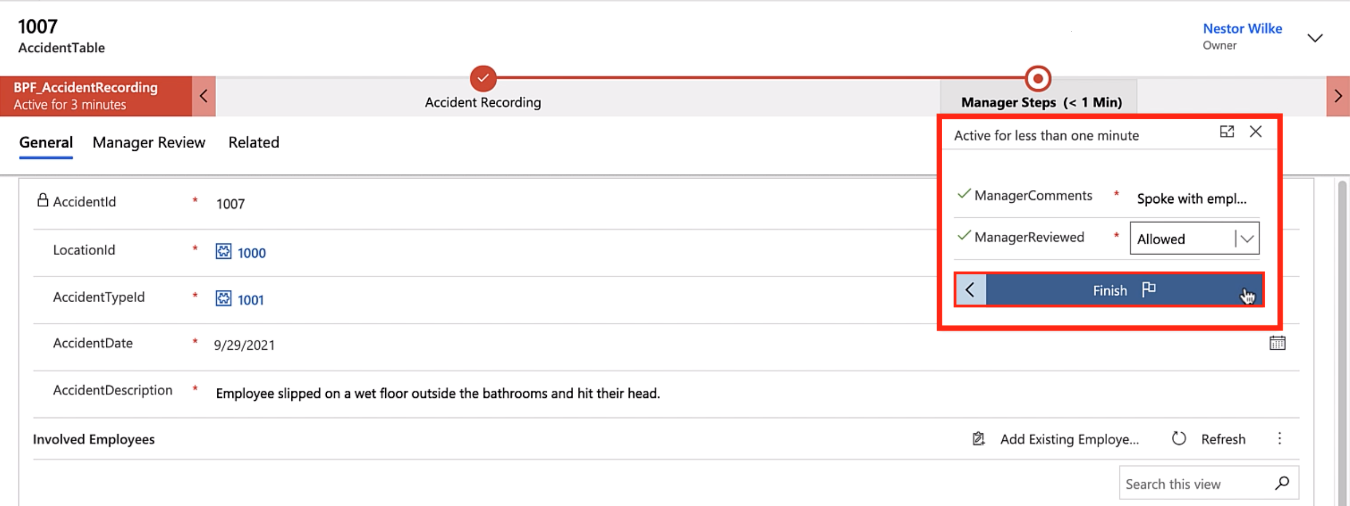 1007
AccidentTable
Nestor Wilke
Owner
BPF_AccidentRecording
Active for 3 minutes
Accident Recording
Manager Steps (< 1 Min)
General Manager Review Related
Active for less than one minute
ManagerComments * Spoke with empl...
ManagerReviewed * Allowed
Finish
AccidentId * 1007
LocationId * 1000
AccidentTypeId * 1001
AccidentDate * 9/29/2021
AccidentDescription * Employee slipped on a wet floor outside the bathrooms and hit their head.
Involved Employees Add Existing Employe... Refresh
Search this view